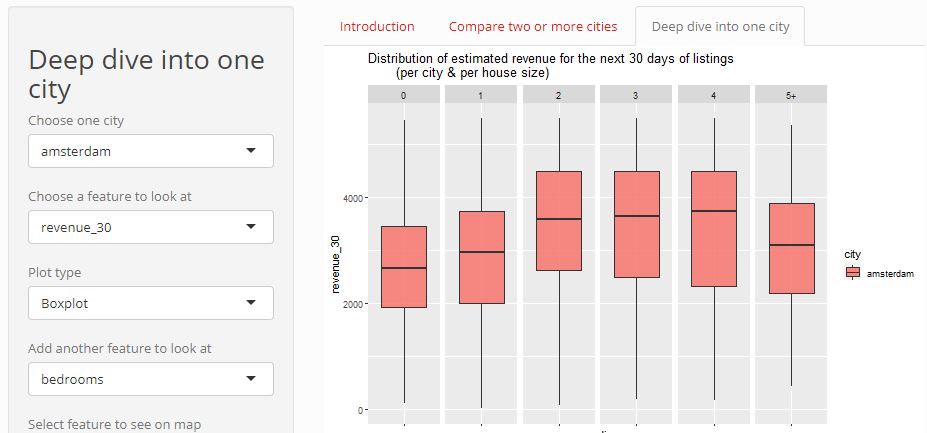 Deep dive into one
city
Choose one city
amsterdam
Choose a feature to look at
revenue_30
Plot type
Boxplot
Add another feature to look at
bedrooms
Select feature to see on map
Introduction
Compare two or more cities
Deep dive into one city
Distribution of estimated revenue for the next 30 days of listings
(per city & per house size)
0
1
2
3
4
5+
revenue_30
4000
2000
0
city
amsterdam